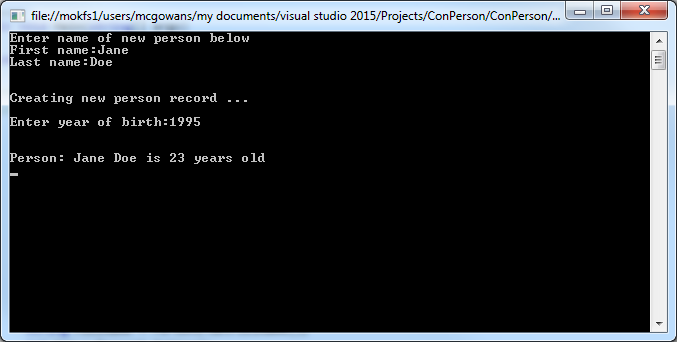 file://mokfs1/users/mcgowans/my documents/visual studio 2015/Projects/ConPerson/ConPerson/...
Enter name of new person below
First name:Jane
Last name:Doe
Creating new person record ...
Enter year of birth:1995
Person: Jane Doe is 23 years old